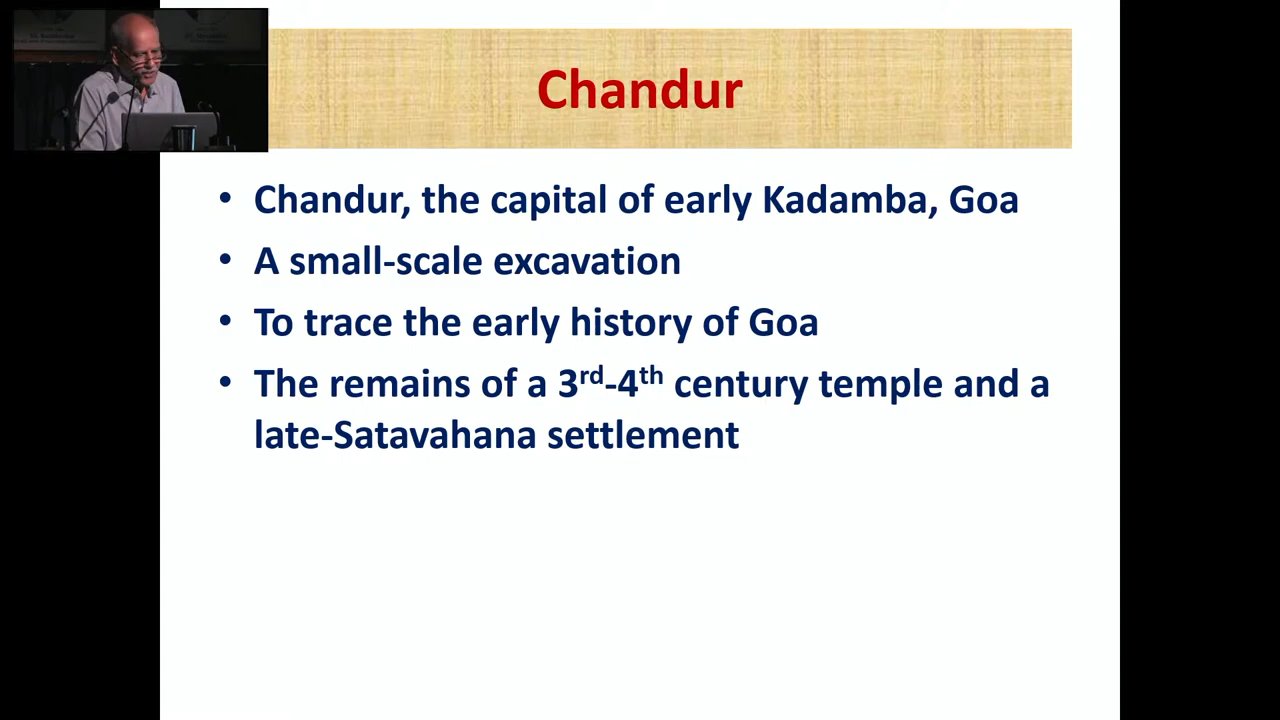 Chandur
• Chandur, the capital of early Kadamba, Goa
• A small-scale excavation
• To trace the early history of Goa
• The remains of a 3rd-4th century temple and a
late-Satavahana settlement